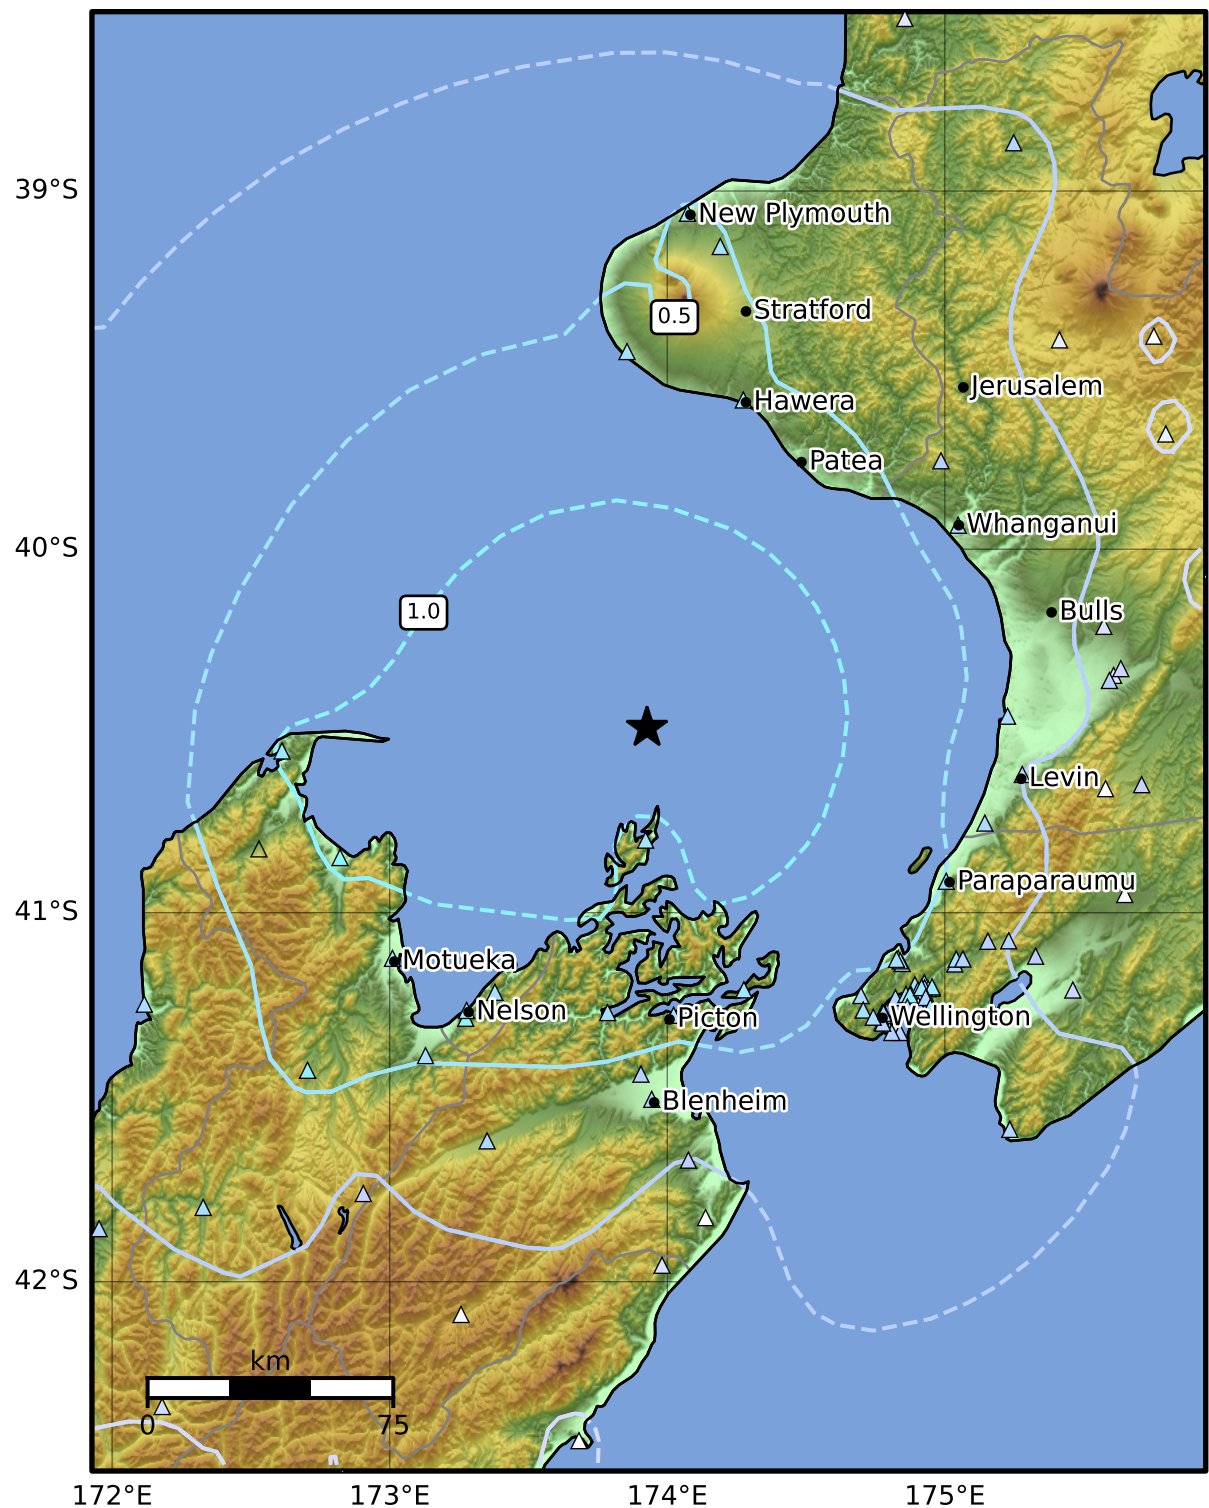 39°S
New Plymouth
Stratford
0.5
Jerusalem
Hawera
Patea
Whanganui
40°S
Bulls
1.0
Levin
Paraparaumu
41°S
Motueka
Nelson
Picton
Wellington
Blenheim
42°S
km
0 75
172°E 173°E 174°E 175°E